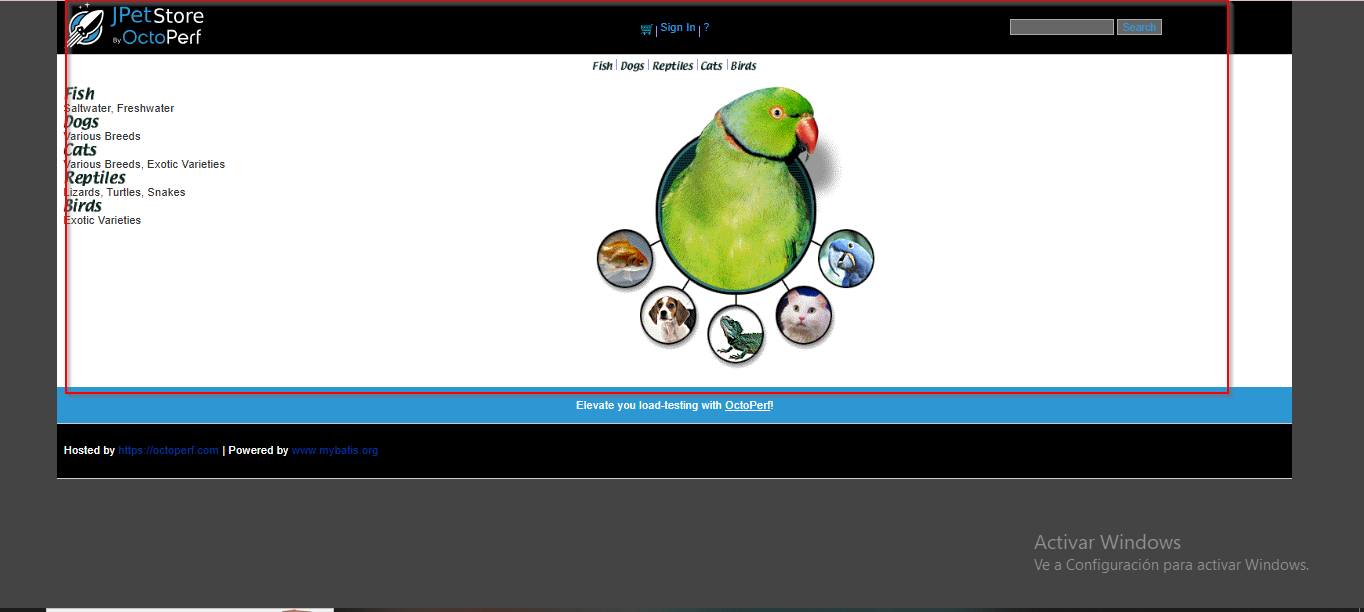 JPetStore
By OctoPerf
Sign In | ?
Search
Fish | Dogs | Reptiles | Cats | Birds
Fish
Saltwater, Freshwater
Dogs
Various Breeds
Cats
Various Breeds, Exotic Varieties
Reptiles
Lizards, Turtles, Snakes
Birds
Exotic Varieties
Elevate you load-testing with OctoPerf!
Hosted by https://octoperf.com | Powered by www.mybatis.org
Activar Windows
Ve a Configuración para activar Windows.